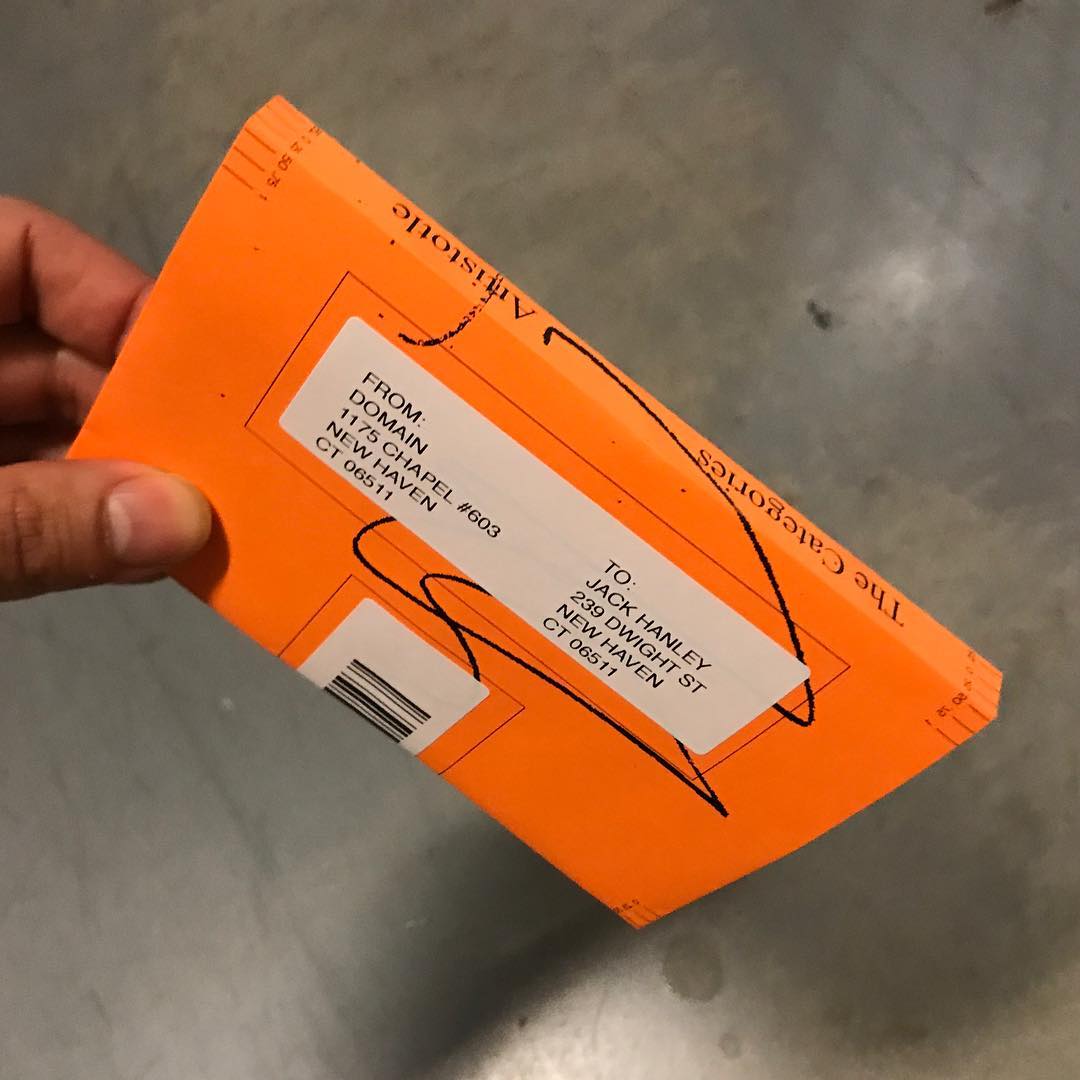 Aristotle
The Categories
FROM:
DOMAIN
1175 CHAPEL #603
NEW HAVEN
CT 06511
TO:
JACK HANLEY
239 DWIGHT ST
NEW HAVEN
CT 06511